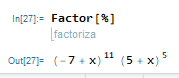 In[27]:= Factor[%]
factoriza
Out[27]= (-7 + x)^11 (5 + x)^5